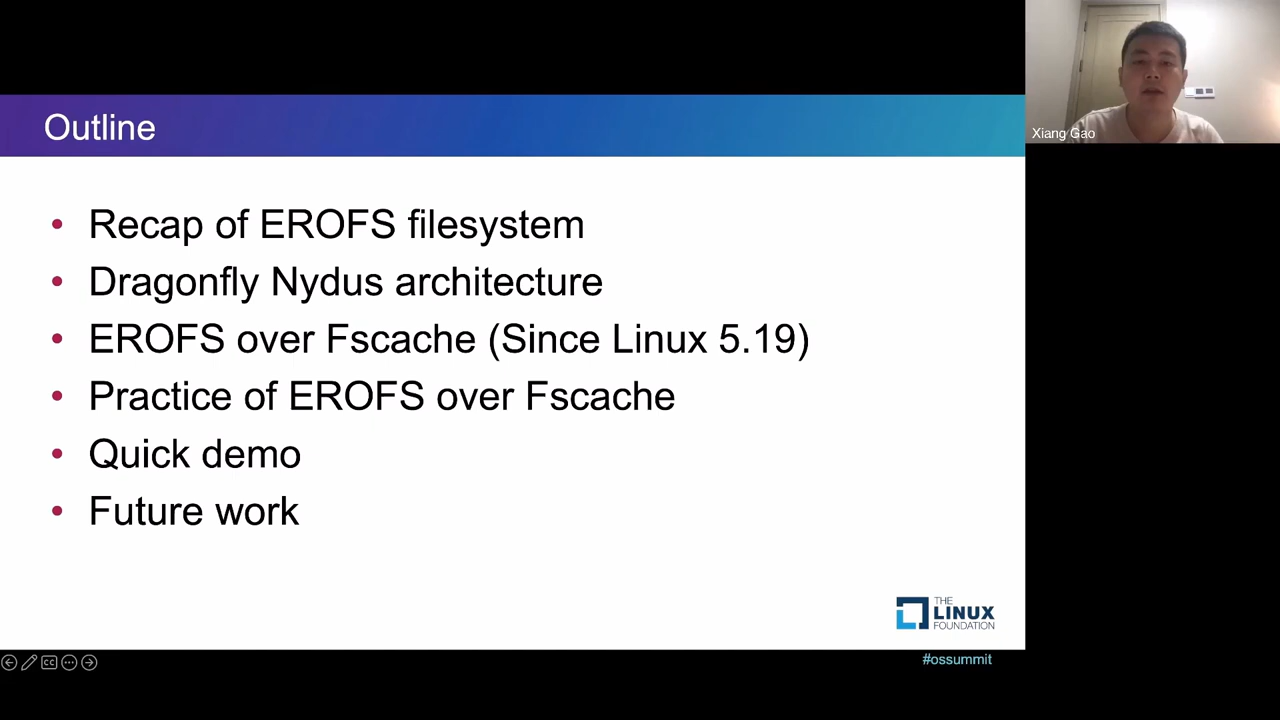 Outline
Xiang Gao
• Recap of EROFS filesystem
• Dragonfly Nydus architecture
• EROFS over Fscache (Since Linux 5.19)
• Practice of EROFS over Fscache
• Quick demo
• Future work
THE
LINUX
FOUNDATION
CC
#ossummit